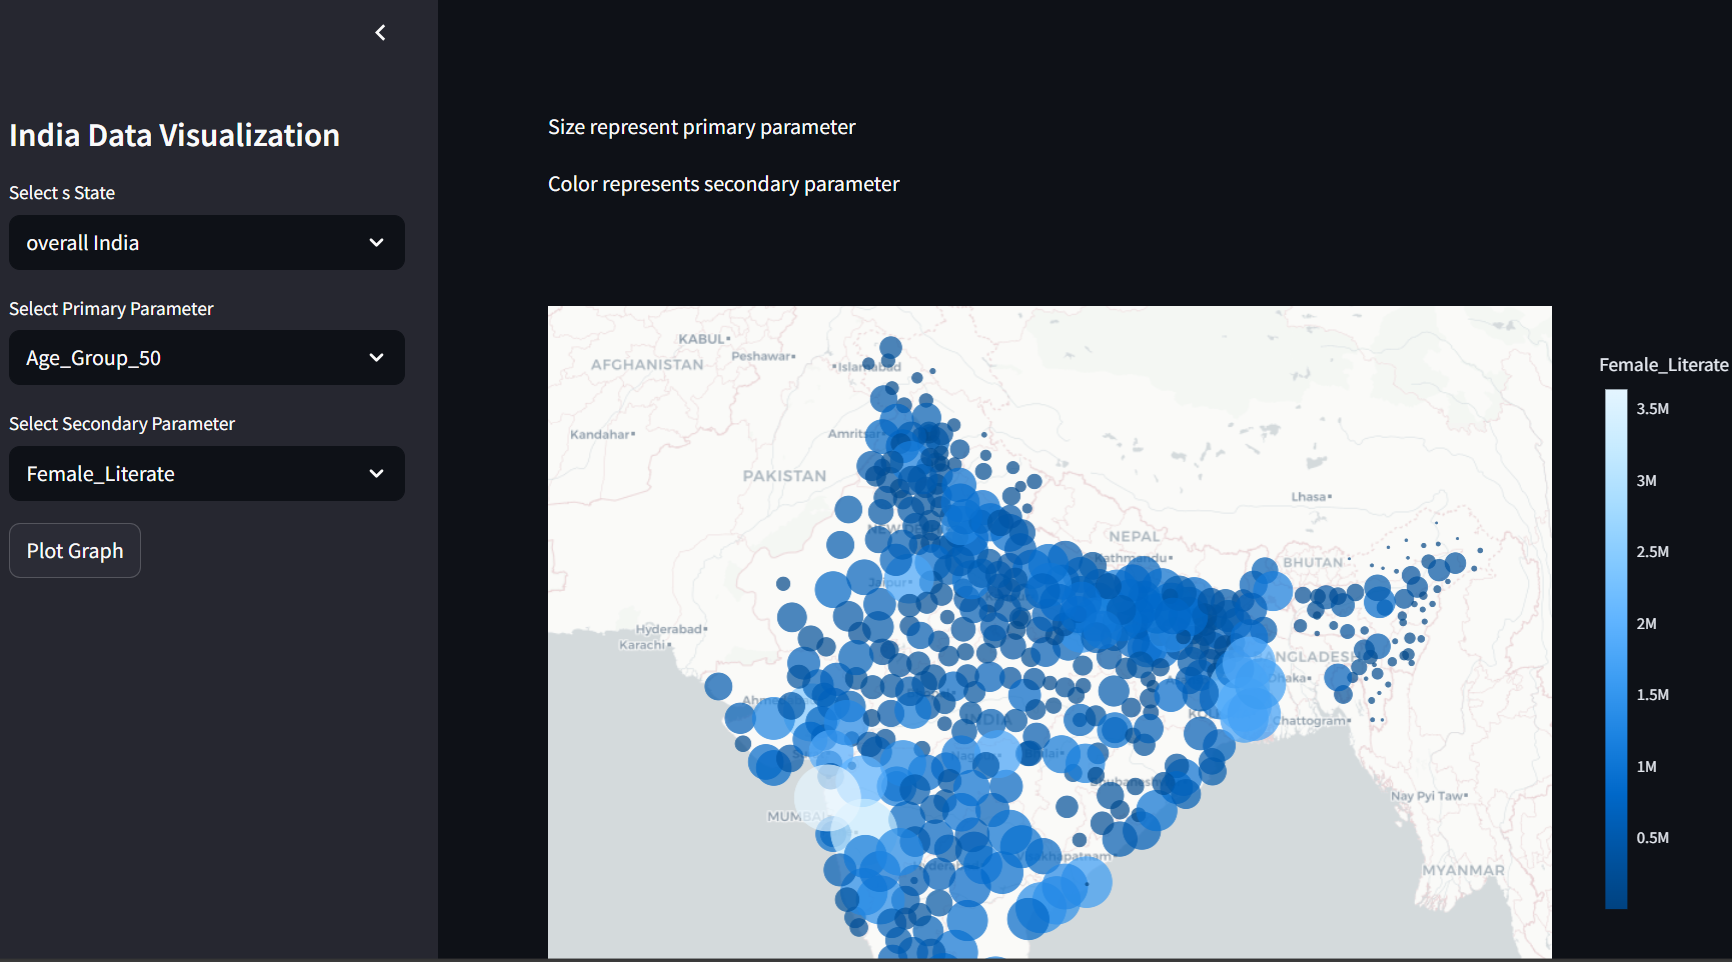 India Data Visualization
Select s State
overall India
Select Primary Parameter
Age_Group_50
Select Secondary Parameter
Female_Literate
Plot Graph
Size represent primary parameter
Color represents secondary parameter
KABUL
Peshawar
AFGHANISTAN
Islamabad
Kandahar
Amritsar
PAKISTAN
Lhasa
NEPAL
Kathmandu
BHUTAN
Jaipur
Hyderabad
Karachi
BANGLADESH
Dhaka
INDIA
Chattogram
MUMBAI
Nay Pyi Taw
MYANMAR
Female_Literate
3.5M
3M
2.5M
2M
1.5M
1M
0.5M